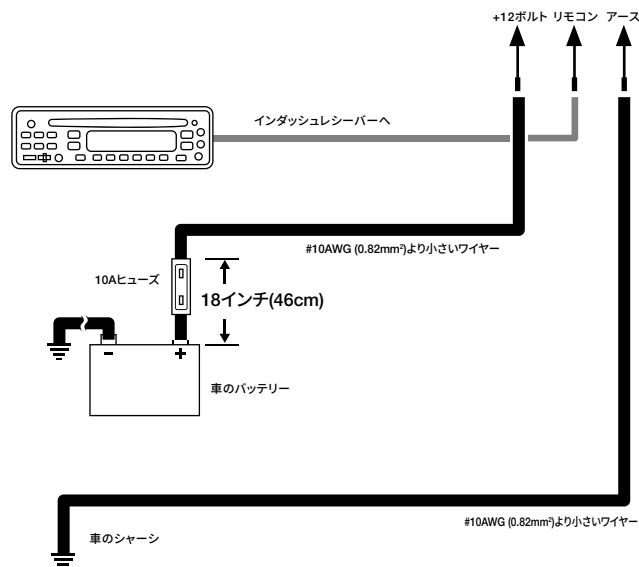 +12ボルト リモコン アース
インダッシュレシーバーへ
#10AWG (0.82mm²)より小さいワイヤー
10Aヒューズ
18インチ(46cm)
車のバッテリー
#10AWG (0.82mm²)より小さいワイヤー
車のシャーシ